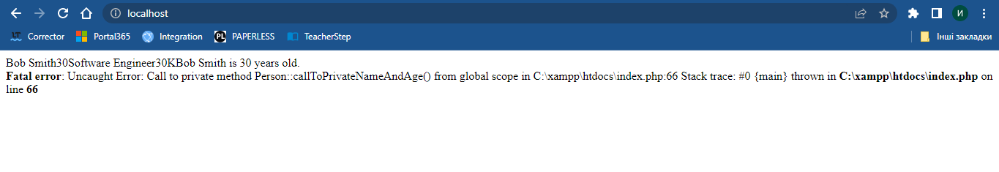 localhost
И
LT Corrector Portal365 Integration PL PAPERLESS TeacherStep Інші закладки
Bob Smith30Software Engineer30KBob Smith is 30 years old.
Fatal error: Uncaught Error: Call to private method Person::callToPrivateNameAndAge() from global scope in C:\xampp\htdocs\index.php:66 Stack trace: #0 {main} thrown in C:\xampp\htdocs\index.php on
line 66